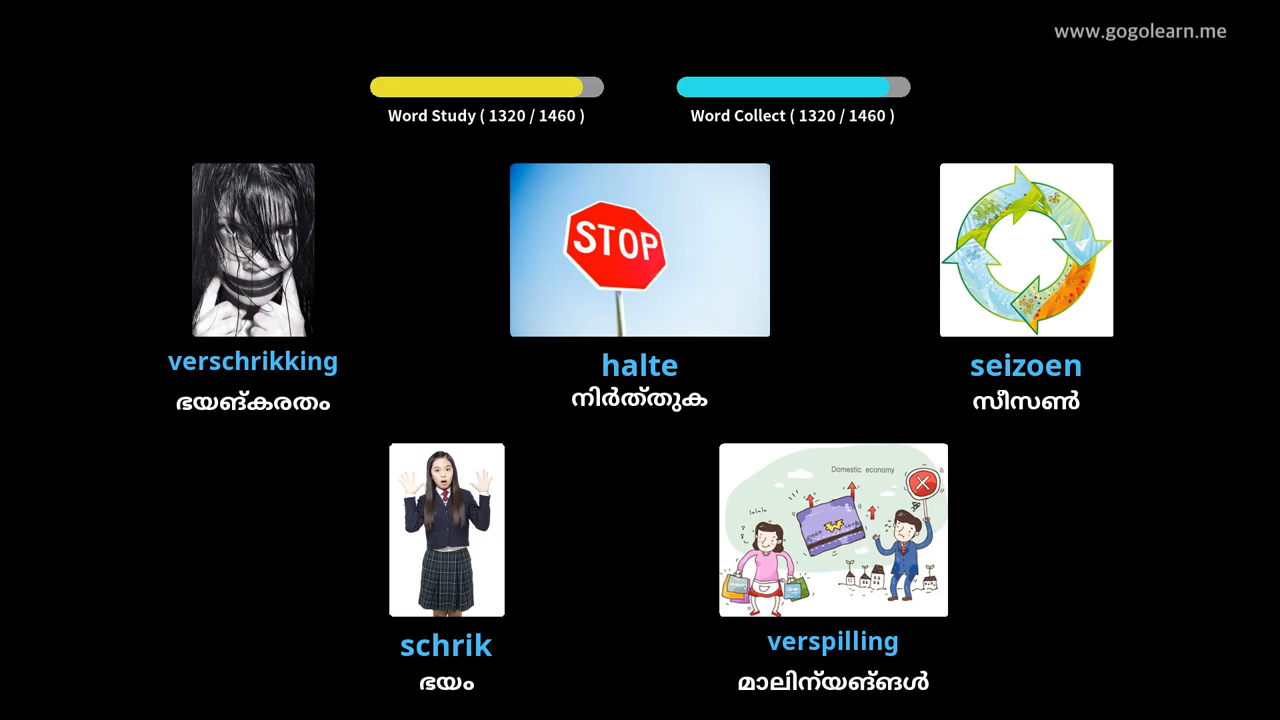 www.gogolearn.me
Word Study ( 1320 / 1460 )
Word Collect ( 1320 / 1460 )
STOP
verschrikking
halte
seizoen
ഭയങ്കരതം
നിർത്തുക
സീസൺ
Domestic economy
lalala
schrik
verspilling
ഭയം
മാലിന്യങ്ങൾ